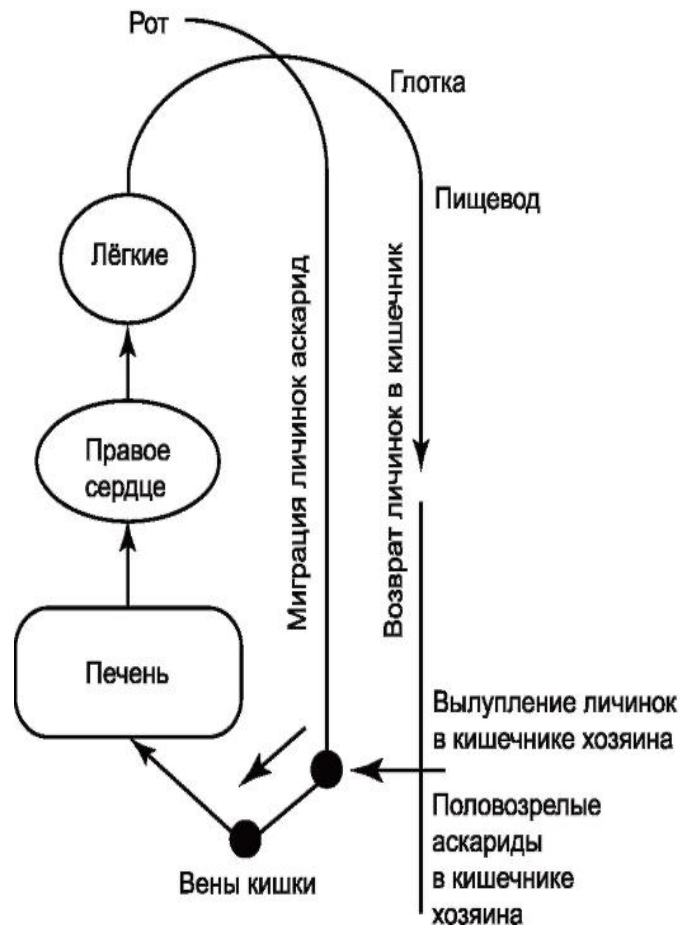 Рот
Глотка
Пищевод
Лёгкие
Миграция личинок аскарид
Возврат личинок в кишечник
Правое
сердце
Печень
Вылупление личинок
в кишечнике хозяина
Половозрелые
аскариды
в кишечнике
хозяина
Вены кишки